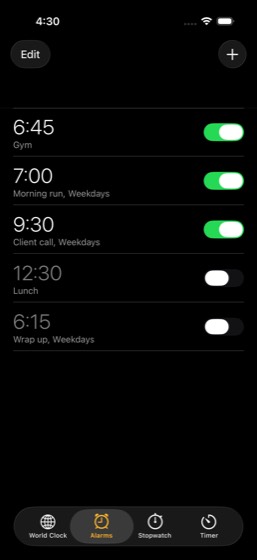 4:30
Edit
6:45
Gym
7:00
Morning run, Weekdays
9:30
Client call, Weekdays
12:30
Lunch
6:15
Wrap up, Weekdays
World Clock Alarms Stopwatch Timer